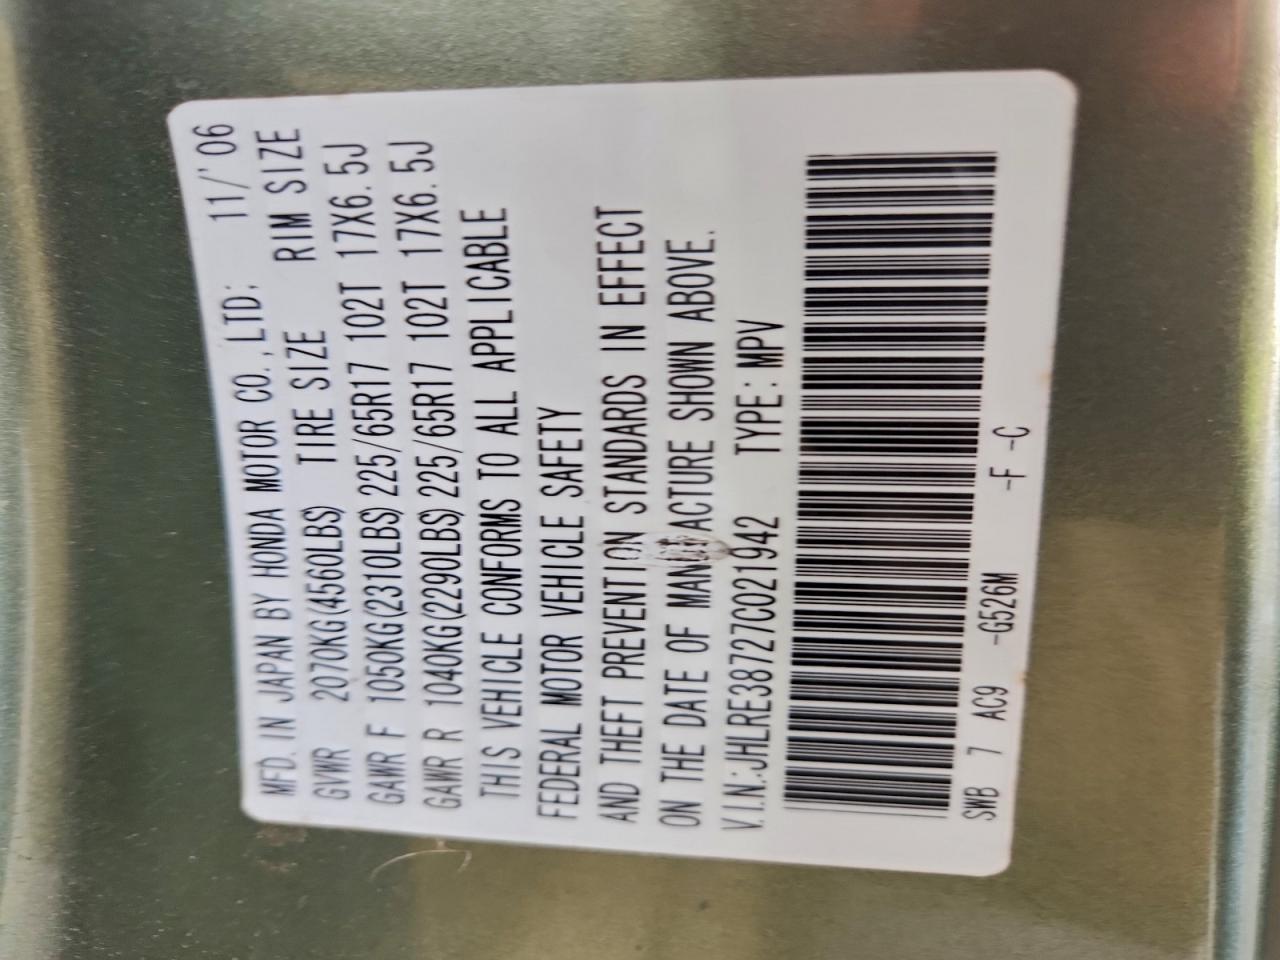 MFD. IN JAPAN BY HONDA MOTOR CO.,LTD: 11/'06
GVWR 2070KG(4560LBS) TIRE SIZE RIM SIZE
GAWR F 1050KG(2310LBS) 225/65R17 102T 17X6.5J
GAWR R 1040KG(2290LBS) 225/65R17 102T 17X6.5J
THIS VEHICLE CONFORMS TO ALL APPLICABLE
FEDERAL MOTOR VEHICLE SAFETY
AND THEFT PREVENTION STANDARDS IN EFFECT
ON THE DATE OF MANUFACTURE SHOWN ABOVE.
V.I.N.:JHLRE38727C021942 TYPE:MPV
SWB 7 AC9 -G526M -F -C